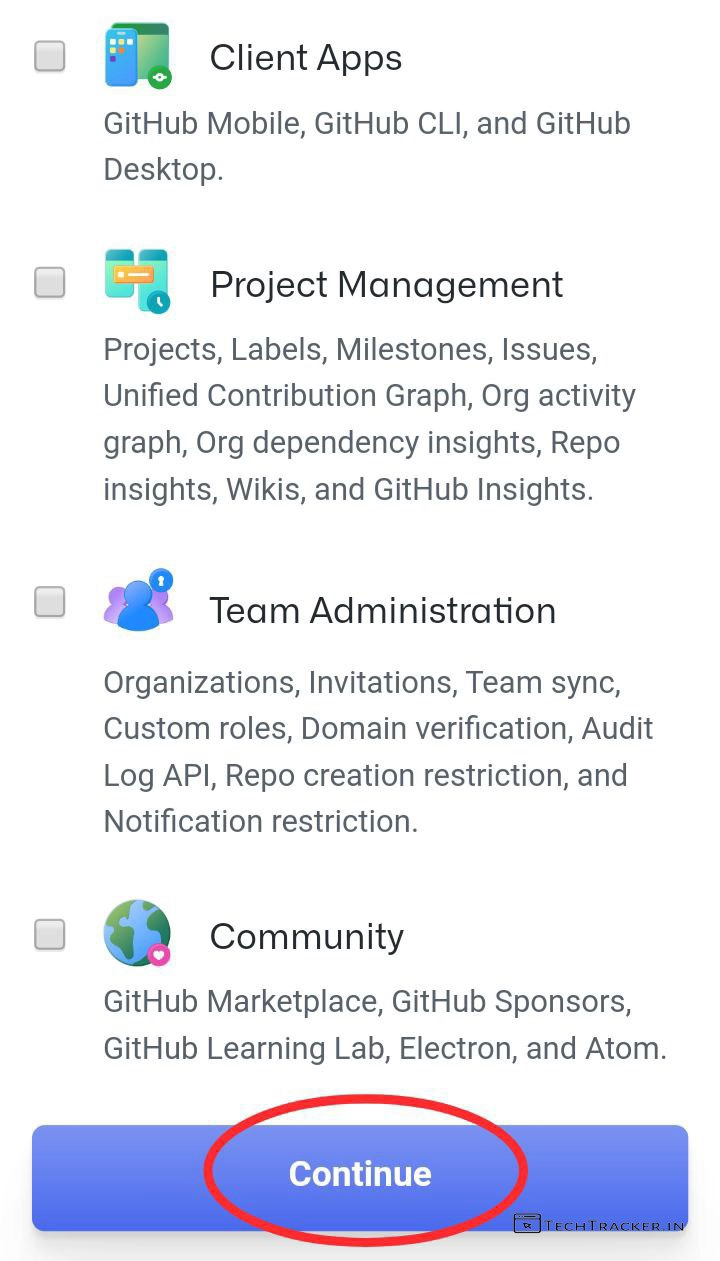 Client Apps
GitHub Mobile, GitHub CLI, and GitHub
Desktop.
Project Management
Projects, Labels, Milestones, Issues,
Unified Contribution Graph, Org activity
graph, Org dependency insights, Repo
insights, Wikis, and GitHub Insights.
Team Administration
Organizations, Invitations, Team sync,
Custom roles, Domain verification, Audit
Log API, Repo creation restriction, and
Notification restriction.
Community
GitHub Marketplace, GitHub Sponsors,
GitHub Learning Lab, Electron, and Atom.
Continue
TECHTRACKER.IN